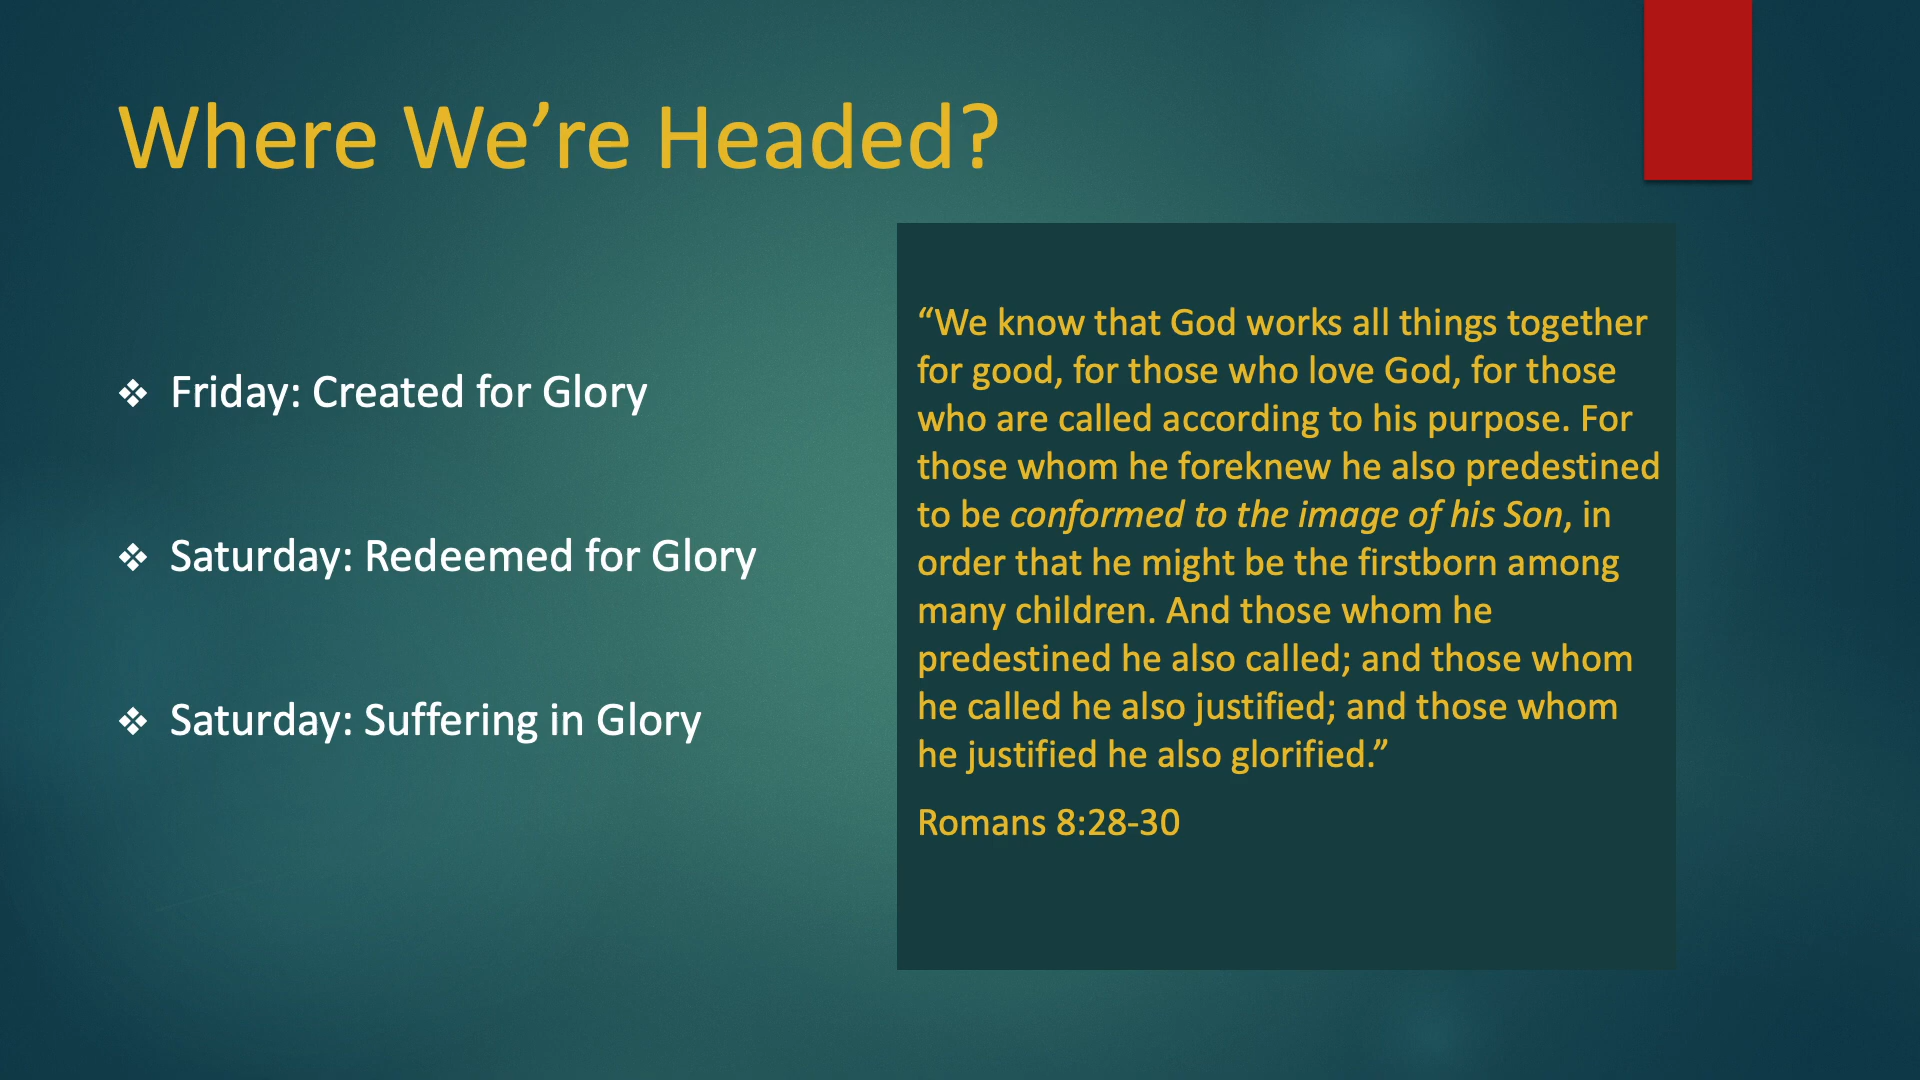 Where We’re Headed?
❖ Friday: Created for Glory
❖ Saturday: Redeemed for Glory
❖ Saturday: Suffering in Glory
“We know that God works all things together
for good, for those who love God, for those
who are called according to his purpose. For
those whom he foreknew he also predestined
to be conformed to the image of his Son, in
order that he might be the firstborn among
many children. And those whom he
predestined he also called; and those whom
he called he also justified; and those whom
he justified he also glorified.”
Romans 8:28-30